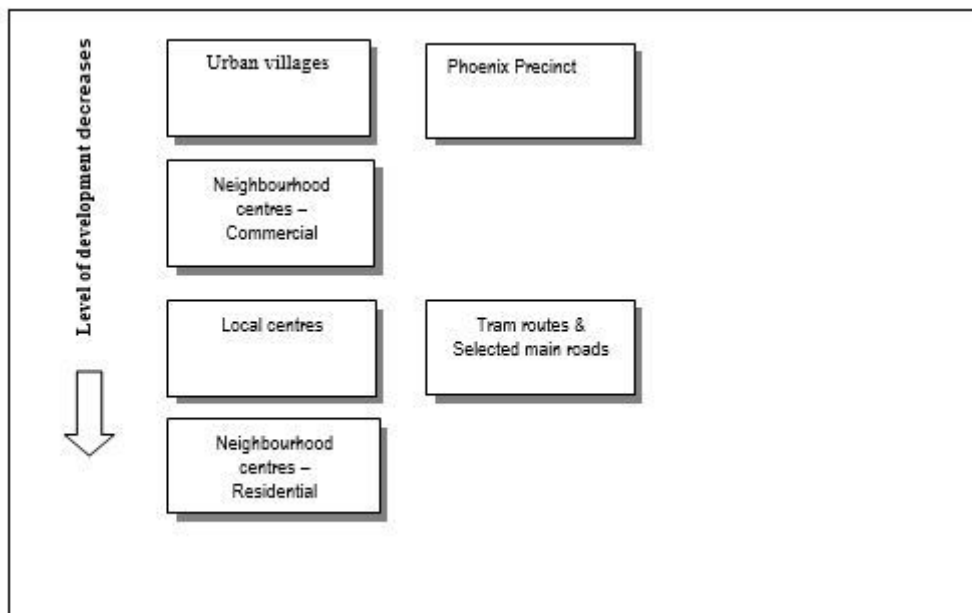 Level of development decreases
Urban villages
Phoenix Precinct
Neighbourhood
centres –
Commercial
Local centres
Tram routes &
Selected main roads
Neighbourhood
centres –
Residential